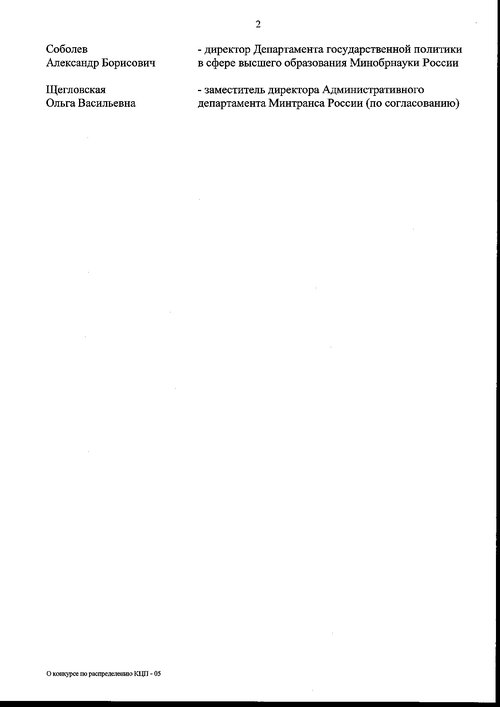 2
Соболев - директор Департамента государственной политики
Александр Борисович в сфере высшего образования Минобрнауки России
Щегловская - заместитель директора Административного
Ольга Васильевна департамента Минтранса России (по согласованию)
О конкурсе по распределению КЦП - 05